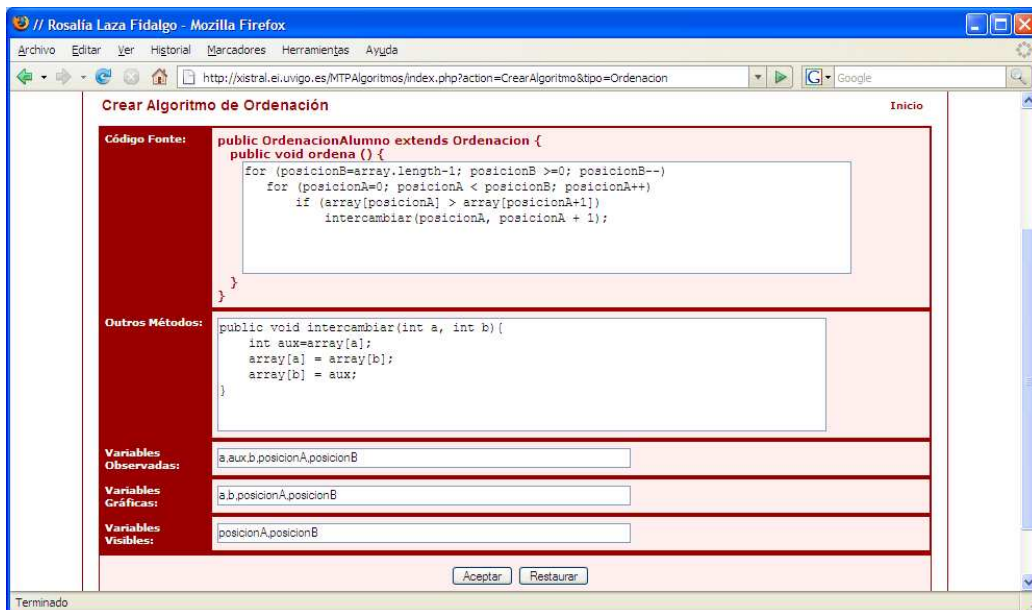 // Rosalía Laza Fidalgo - Mozilla Firefox
Archivo Editar Ver Historial Marcadores Herramientas Ayuda
http://xistral.ei.uvigo.es/MTPAlgoritmos/index.php?action=CrearAlgoritmo&tipo=Ordenacion
G Google
Crear Algoritmo de Ordenación
Inicio
Código Fonte:
public OrdenacionAlumno extends Ordenacion {
public void ordena () {
for (posicionB=array.length-1; posicionB >=0; posicionB--)
for (posicionA=0; posicionA < posicionB; posicionA++)
if (array[posicionA] > array[posicionA+1])
intercambiar(posicionA, posicionA + 1);
}
}
Outros Métodos:
public void intercambiar(int a, int b){
int aux=array[a];
array[a] = array[b];
array[b] = aux;
}
Variables
Observadas:
a,aux,b,posicionA,posicionB
Variables
Gráficas:
a,b,posicionA,posicionB
Variables
Visibles:
posicionA,posicionB
Aceptar Restaurar
Terminado